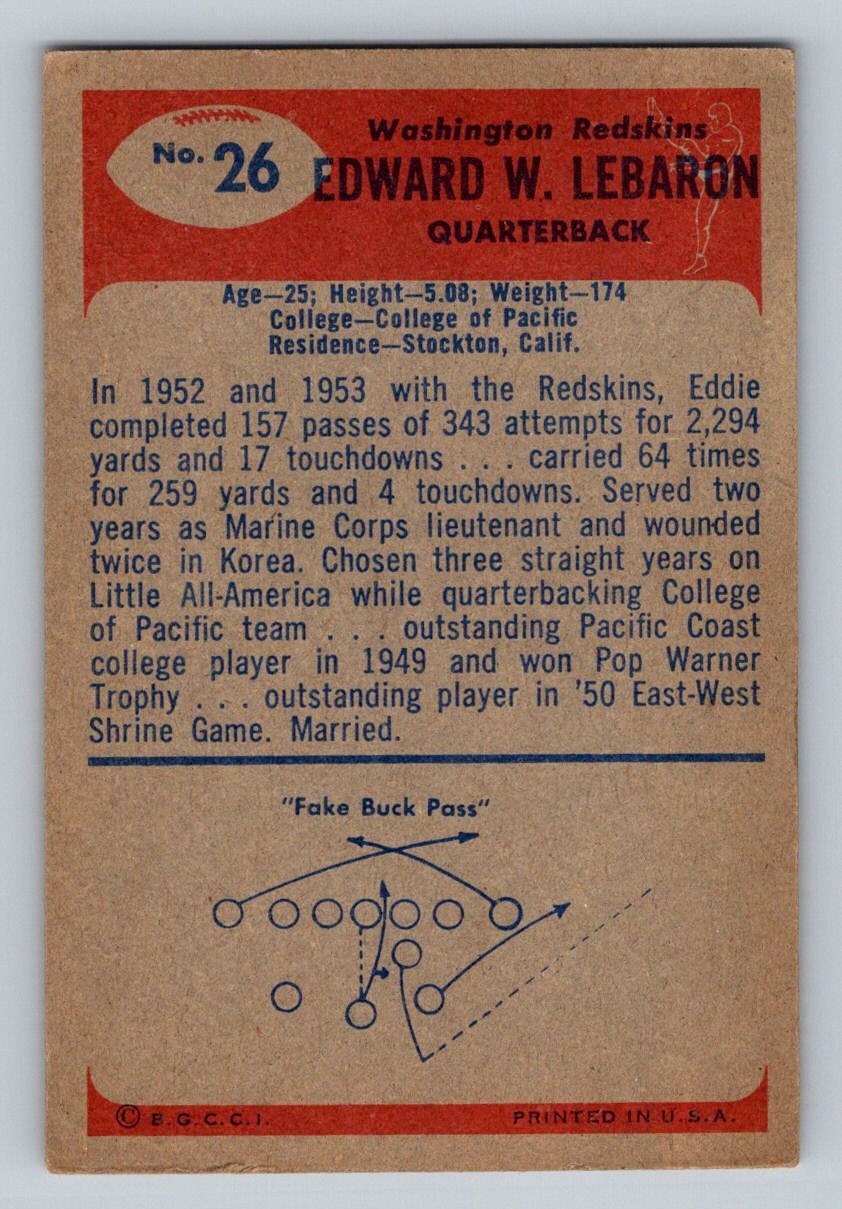 No. 26
Washington Redskins
EDWARD W. LEBARON
QUARTERBACK
Age—25; Height—5.08; Weight—174
College—College of Pacific
Residence—Stockton, Calif.
In 1952 and 1953 with the Redskins, Eddie
completed 157 passes of 343 attempts for 2,294
yards and 17 touchdowns . . . carried 64 times
for 259 yards and 4 touchdowns. Served two
years as Marine Corps lieutenant and wounded
twice in Korea. Chosen three straight years on
Little All-America while quarterbacking College
of Pacific team . . . outstanding Pacific Coast
college player in 1949 and won Pop Warner
Trophy . . . outstanding player in '50 East-West
Shrine Game. Married.
"Fake Buck Pass"
© B.G.C.C.I.
PRINTED IN U.S.A.